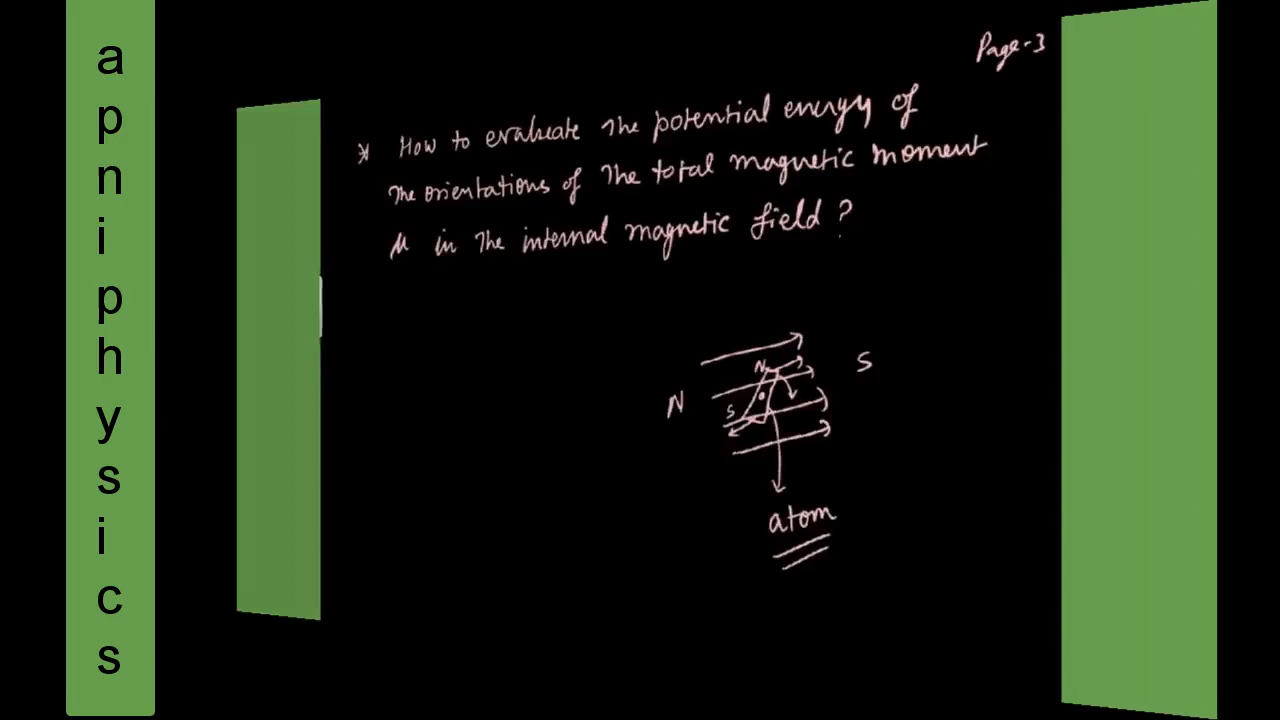 apniphysics
Page-3
* How to evaluate The potential energy of
The orientations of The total magnetic moment
μ in The internal magnetic field ?
N
S
N
S
atom